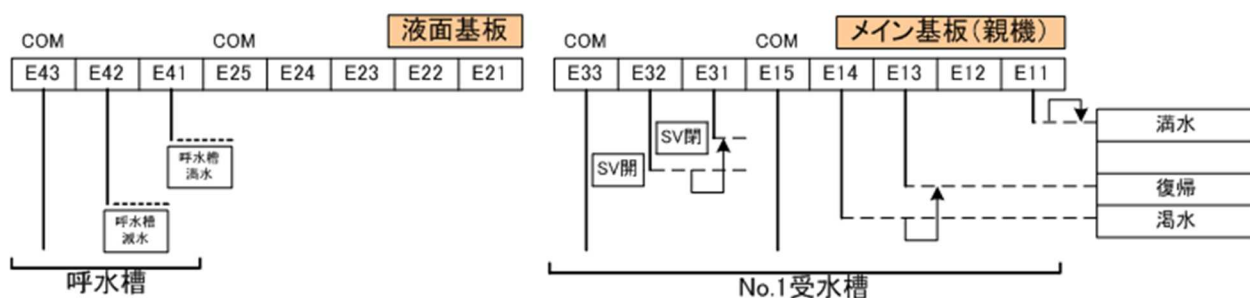 液面基板
COM
COM
E43 E42 E41 E25 E24 E23 E22 E21
呼水槽
満水
呼水槽
減水
呼水槽
メイン基板(親機)
COM
COM
E33 E32 E31 E15 E14 E13 E12 E11
満水
SV閉
SV開
復帰
渇水
No.1受水槽